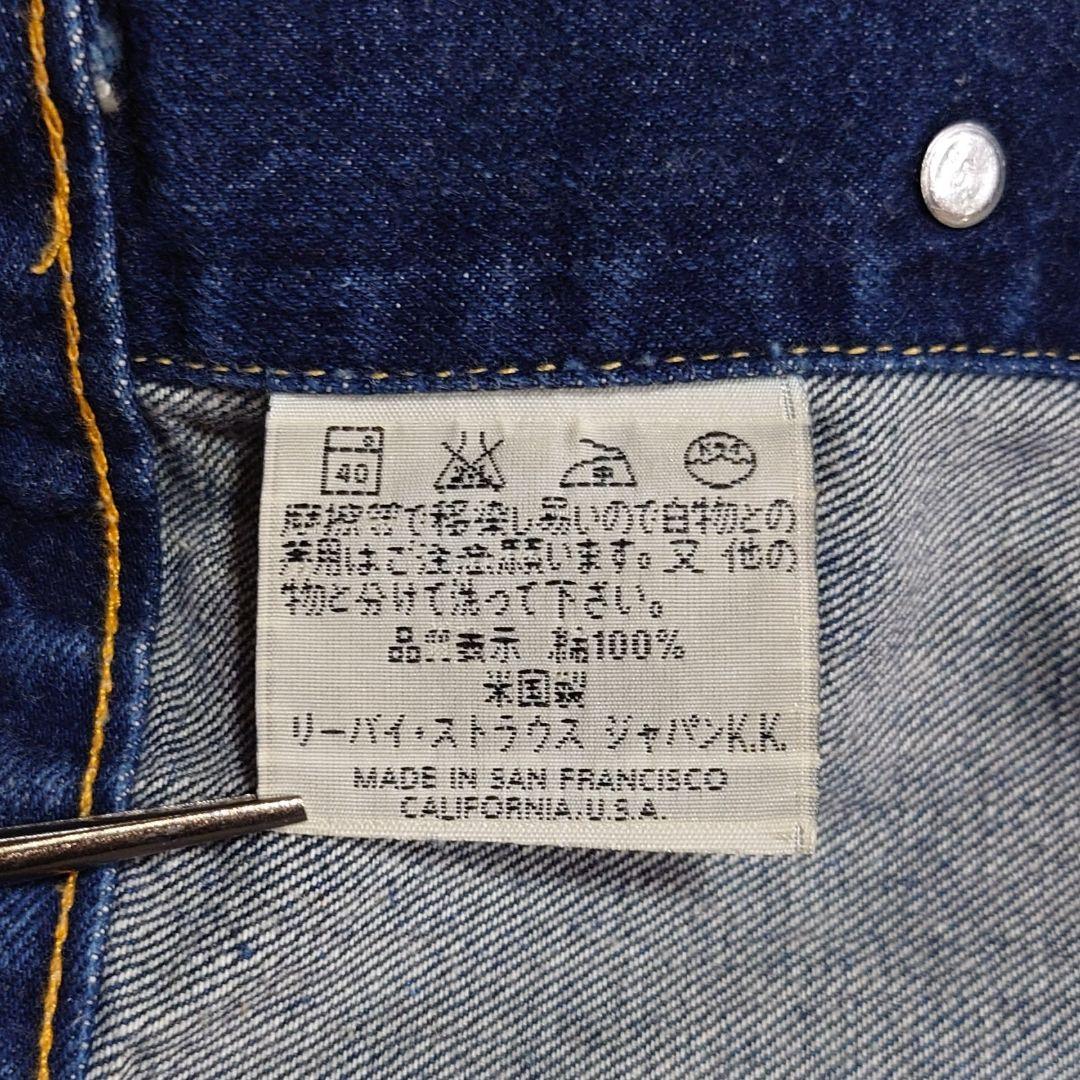 40
摩擦等で移染し易いので白物との
着用はご注意願います。又 他の
物と分けて洗って下さい。
品質表示 綿100%
米国製
リーバイ・ストラウス ジャパンK.K.
MADE IN SAN FRANCISCO
CALIFORNIA.U.S.A.